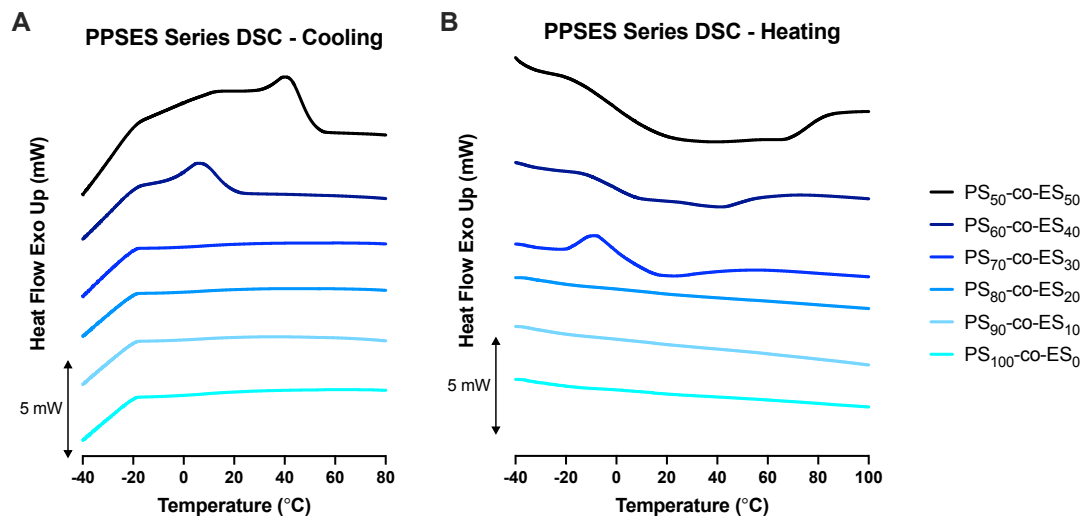 A
PPSES Series DSC - Cooling
Heat Flow Exo Up (mW)
5 mW
-40 -20 0 20 40 60 80
Temperature (°C)
B
PPSES Series DSC - Heating
Heat Flow Exo Up (mW)
5 mW
-40 -20 0 20 40 60 80 100
Temperature (°C)
PS50-co-ES50
PS60-co-ES40
PS70-co-ES30
PS80-co-ES20
PS90-co-ES10
PS100-co-ES0